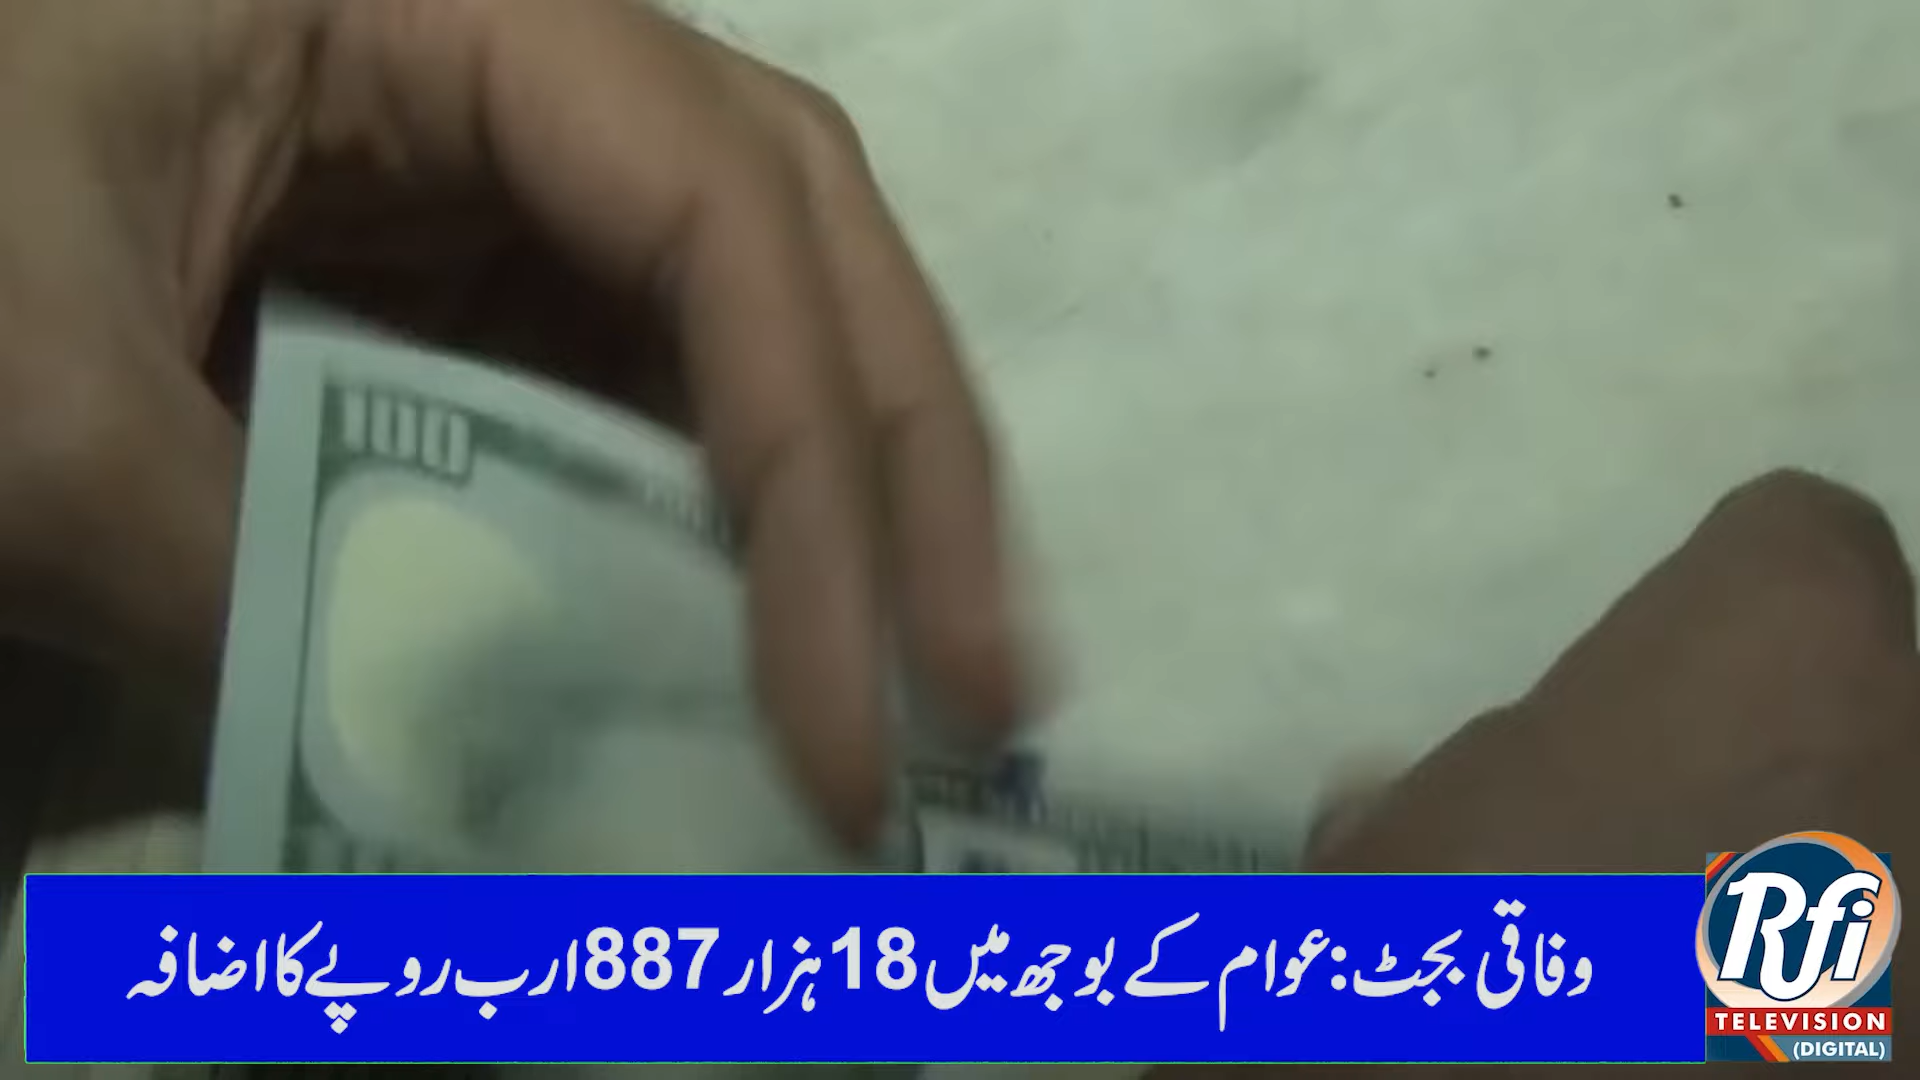 100
وفاقی بجٹ: عوام کے بوجھ میں 18 ہزار 887 ارب روپے کا اضافہ
Rfi
TELEVISION
(DIGITAL)